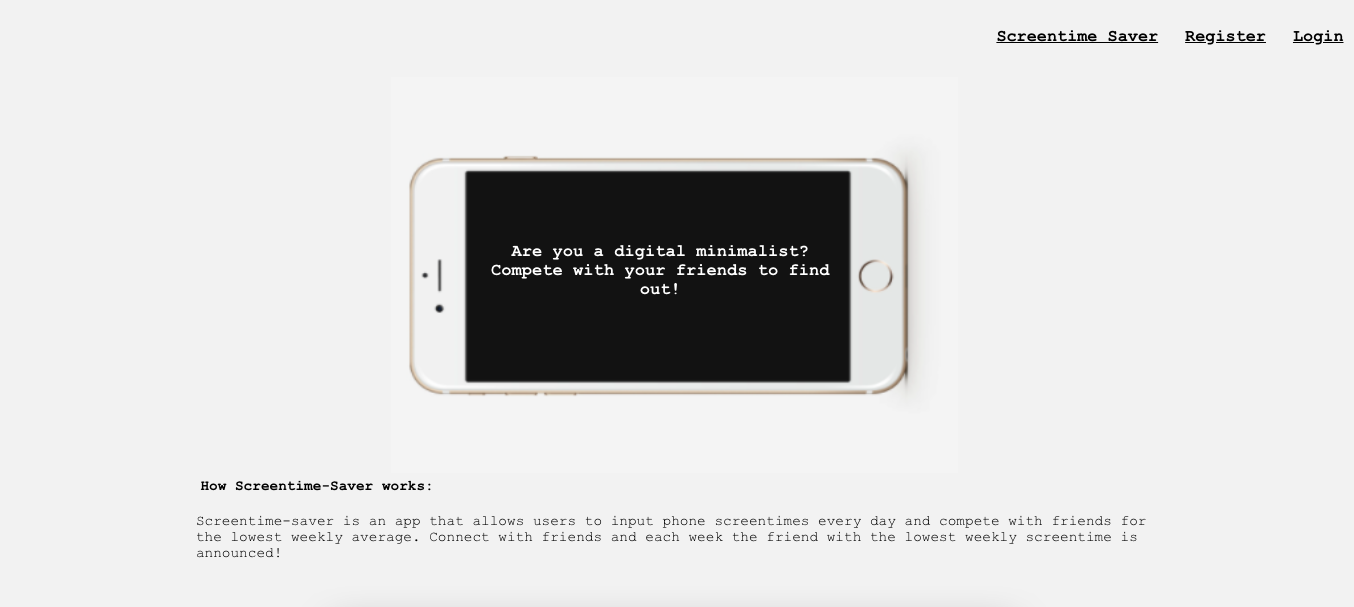 Screentime Saver Register Login
Are you a digital minimalist?
Compete with your friends to find
out!
How Screentime-Saver works:
Screentime-saver is an app that allows users to input phone screentimes every day and compete with friends for
the lowest weekly average. Connect with friends and each week the friend with the lowest weekly screentime is
announced!